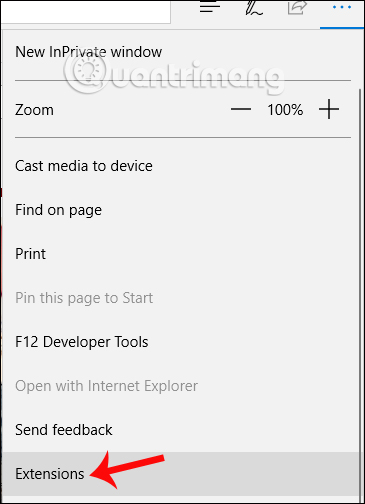 New InPrivate window
Quantrimang
Zoom
100%
Cast media to device
Find on page
Print
Pin this page to Start
F12 Developer Tools
Open with Internet Explorer
Send feedback
Extensions